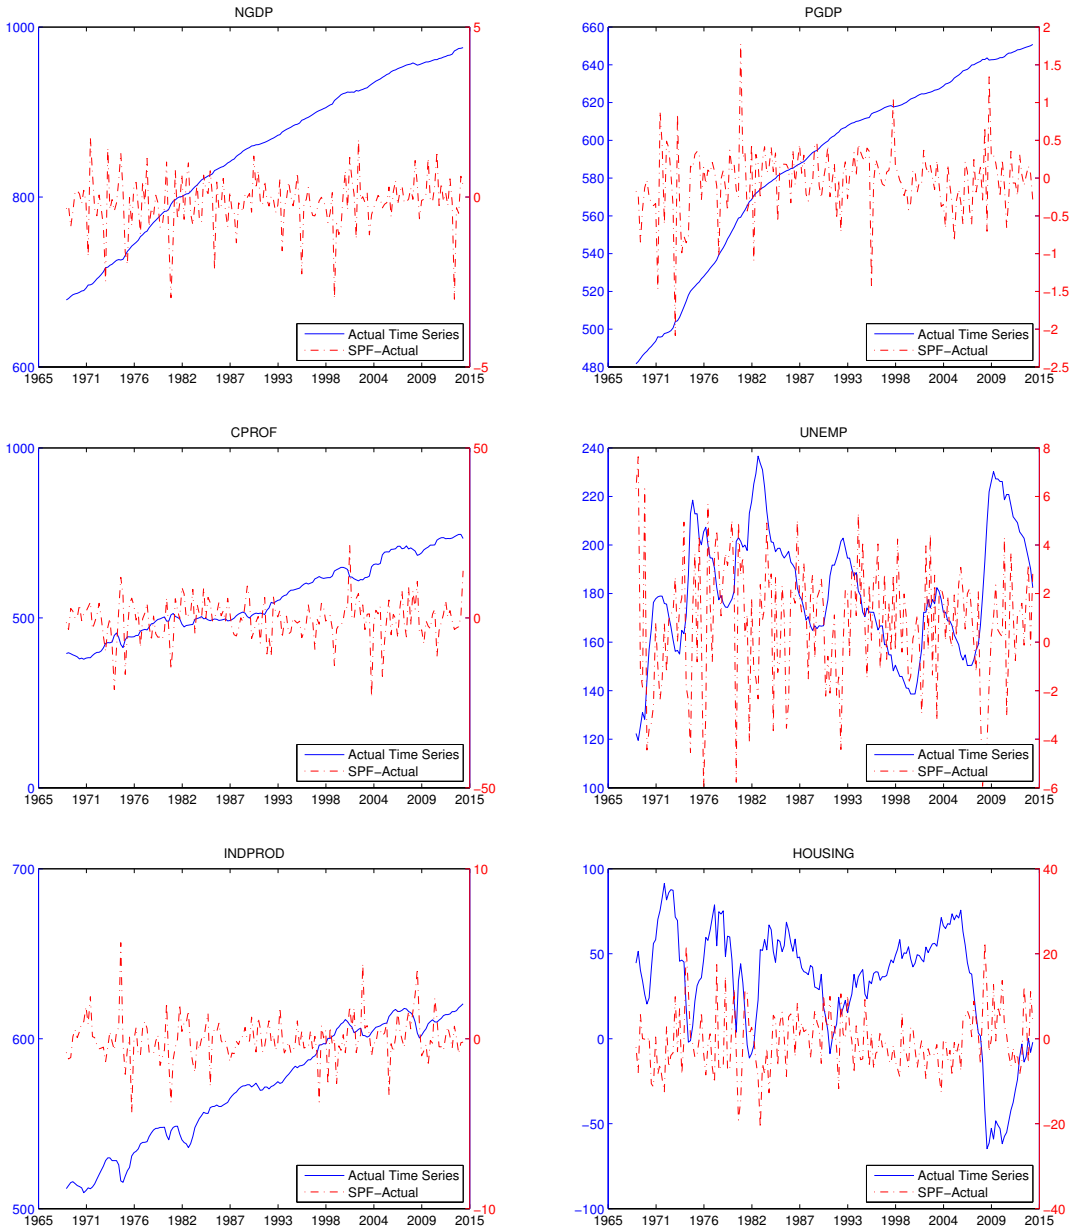 NGDP
1000
800
600
5
0
−5
1965 1971 1976 1982 1987 1993 1998 2004 2009 2015
Actual Time Series
SPF−Actual
PGDP
660
640
620
600
580
560
540
520
500
480
2
1.5
1
0.5
0
−0.5
−1
−1.5
−2
−2.5
1965 1971 1976 1982 1987 1993 1998 2004 2009 2015
Actual Time Series
SPF−Actual
CPROF
1000
500
0
50
0
−50
1965 1971 1976 1982 1987 1993 1998 2004 2009 2015
Actual Time Series
SPF−Actual
UNEMP
240
220
200
180
160
140
120
100
8
6
4
2
0
−2
−4
−6
1965 1971 1976 1982 1987 1993 1998 2004 2009 2015
Actual Time Series
SPF−Actual
INDPROD
700
600
500
10
0
−10
1965 1971 1976 1982 1987 1993 1998 2004 2009 2015
Actual Time Series
SPF−Actual
HOUSING
100
50
0
−50
−100
40
20
0
−20
−40
1965 1971 1976 1982 1987 1993 1998 2004 2009 2015
Actual Time Series
SPF−Actual